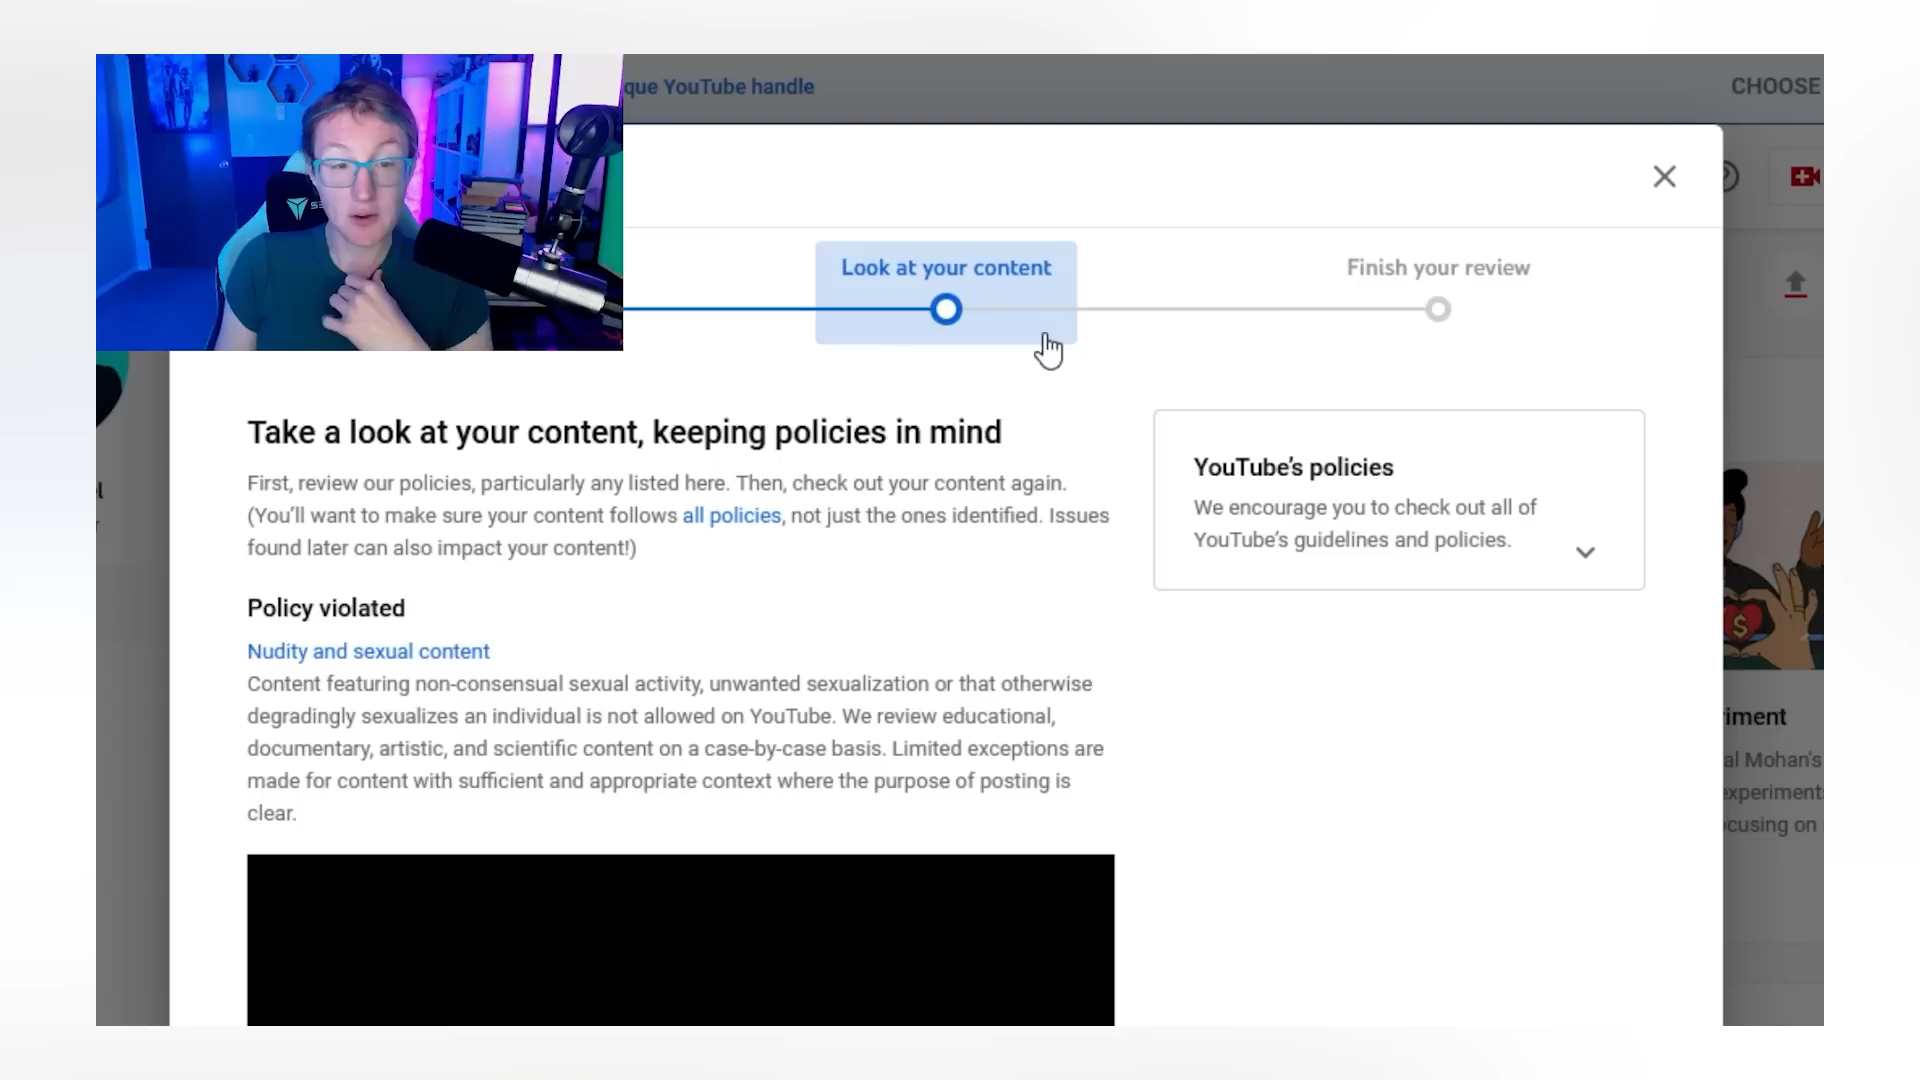 que YouTube handle
CHOOSE
Look at your content
Finish your review
Take a look at your content, keeping policies in mind
First, review our policies, particularly any listed here. Then, check out your content again.
(You'll want to make sure your content follows all policies, not just the ones identified. Issues
found later can also impact your content!)
Policy violated
Nudity and sexual content
Content featuring non-consensual sexual activity, unwanted sexualization or that otherwise
degradingly sexualizes an individual is not allowed on YouTube. We review educational,
documentary, artistic, and scientific content on a case-by-case basis. Limited exceptions are
made for content with sufficient and appropriate context where the purpose of posting is
clear.
YouTube's policies
We encourage you to check out all of
YouTube's guidelines and policies.
$
iment
al Mohan's
experiment
cusing on